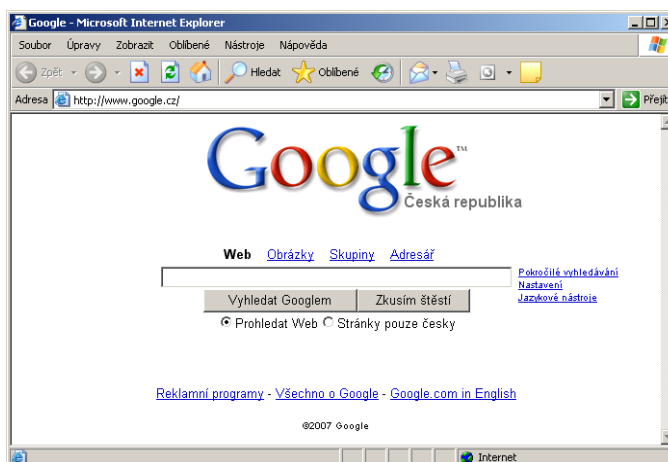 Google - Microsoft Internet Explorer
Soubor Úpravy Zobrazit Oblíbené Nástroje Nápověda
Zpět Hledat Oblíbené
Adresa http://www.google.cz/ Přejít
Google™
Česká republika
Web Obrázky Skupiny Adresář
Pokročilé vyhledávání
Nastavení
Jazykové nástroje
Vyhledat Googlem Zkusím štěstí
Prohledat Web Stránky pouze česky
Reklamní programy - Všechno o Google - Google.com in English
©2007 Google
Internet